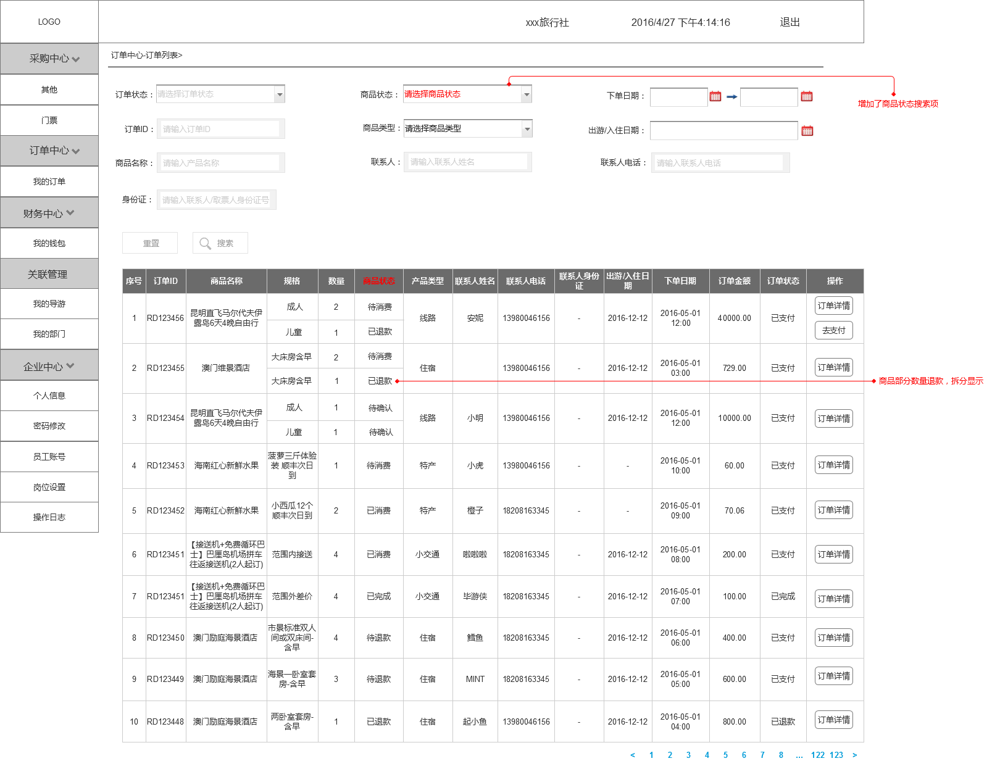 LOGO
xxx旅行社 2016/4/27 下午4:14:16 退出
采购中心
其他
门票
订单中心
我的订单
财务中心
我的钱包
关联管理
我的导游
我的部门
企业中心
个人信息
密码修改
员工账号
岗位设置
操作日志
订单中心-订单列表>
订单状态： 请选择订单状态 商品状态： 请选择商品状态 下单日期：
增加了商品状态搜索项
订单ID： 请输入订单ID 商品类型： 请选择商品类型 出游/入住日期：
商品名称： 请输入产品名称 联系人： 请输入联系人姓名 联系人电话： 请输入联系人电话
身份证： 请输入联系人/取票人身份证号
重置 搜索
序号 订单ID 商品名称 规格 数量 商品状态 产品类型 联系人姓名 联系人电话 联系人身份证 出游/入住日期 下单日期 订单金额 订单状态 操作
1 RD123456 昆明直飞马尔代夫伊露岛6天4晚自由行 成人 2 待消费 线路 安妮 13980046156 - 2016-12-12 2016-05-01 12:00 40000.00 已支付 订单详情
儿童 1 已退款 去支付
2 RD123455 澳门维景酒店 大床房含早 2 待消费 住宿 13980046156 - 2016-12-12 2016-05-01 03:00 729.00 已支付 订单详情
大床房含早 1 已退款 商品部分数量退款，拆分显示
3 RD123454 昆明直飞马尔代夫伊露岛6天4晚自由行 成人 1 待确认 线路 小明 13980046156 - 2016-12-12 2016-05-01 12:00 10000.00 已支付 订单详情
儿童 1 待确认
4 RD123453 海南红心新鲜水果 菠萝三斤体验装 顺丰次日到 1 待消费 特产 小虎 13980046156 - - 2016-05-01 10:00 60.00 已支付 订单详情
5 RD123452 海南红心新鲜水果 小西瓜12个 顺丰次日到 2 已消费 特产 橙子 18208163345 - - 2016-05-01 09:00 70.06 已支付 订单详情
6 RD123451 【接送机+免费循环巴士】巴厘岛机场拼车往返接送机(2人起订) 范围内接送 4 已消费 小交通 啦啦啦 18208163345 - 2016-12-12 2016-05-01 08:00 200.00 已支付 订单详情
7 RD123451 【接送机+免费循环巴士】巴厘岛机场拼车往返接送机(2人起订) 范围外差价 4 已完成 小交通 毕游侠 18208163345 - 2016-12-12 2016-05-01 07:00 100.00 已完成 订单详情
8 RD123450 澳门励庭海景酒店 市景标准双人间或双床间-含早 4 待退款 住宿 鳕鱼 18208163345 - 2016-12-12 2016-05-01 06:00 400.00 已支付 订单详情
9 RD123449 澳门励庭海景酒店 海景一卧室套房-含早 3 待退款 住宿 MINT 18208163345 - 2016-12-12 2016-05-01 05:00 600.00 已支付 订单详情
10 RD123448 澳门励庭海景酒店 两卧室套房-含早 1 已退款 住宿 起小鱼 13980046156 - 2016-12-12 2016-05-01 04:00 800.00 已退款 订单详情
< 1 2 3 4 5 6 7 8 ... 122 123 >